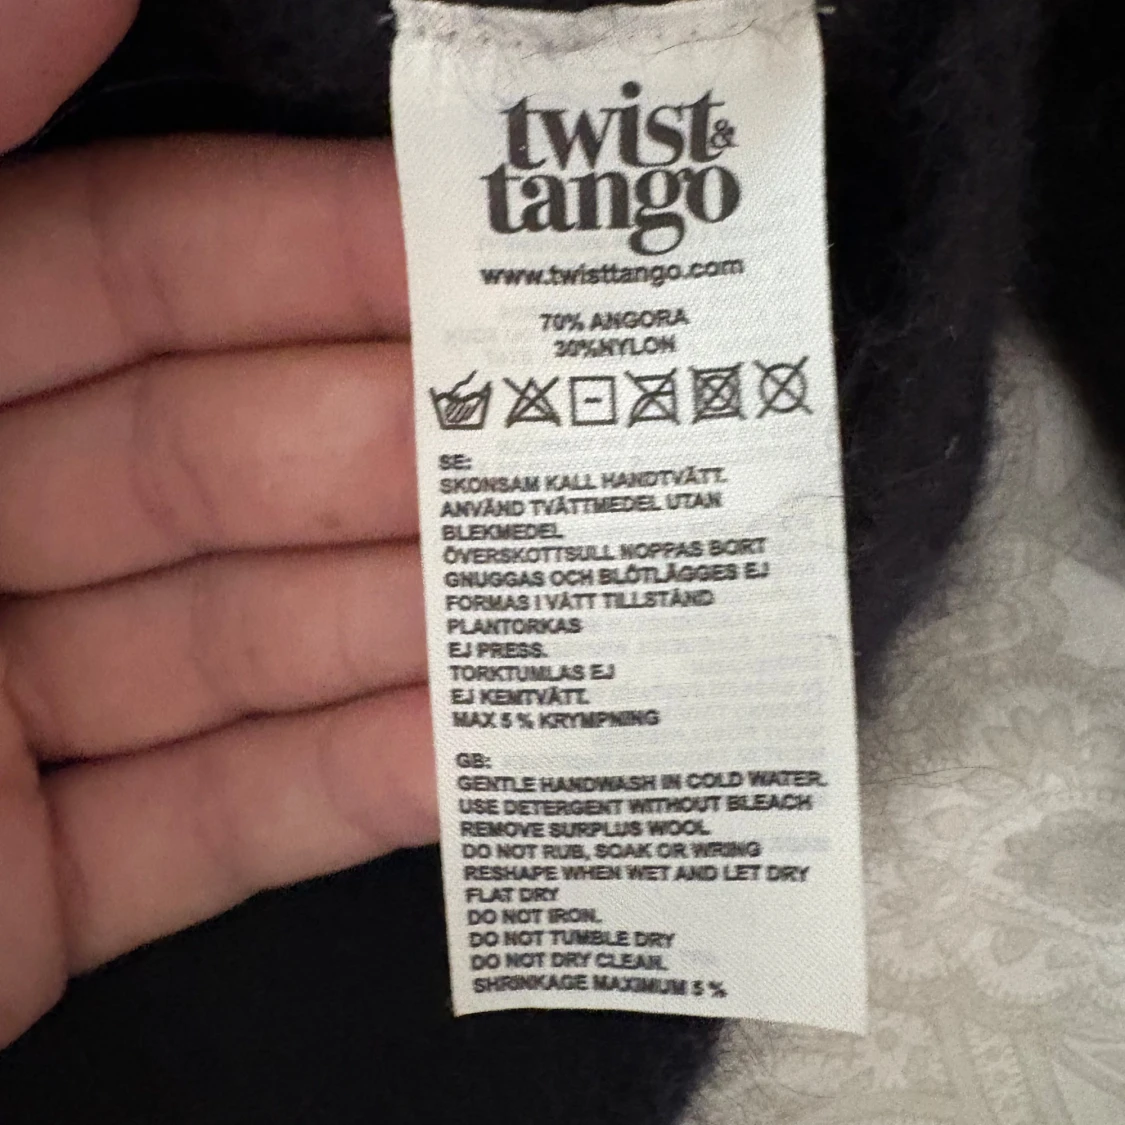 twist &
tango
www.twisttango.com
70% ANGORA
30%NYLON
SE:
SKONSAM KALL HANDTVÄTT.
ANVÄND TVÄTTMEDEL UTAN
BLEKMEDEL
ÖVERSKOTTSULL NOPPAS BORT
GNUGGAS OCH BLÖTLÄGGES EJ
FORMAS I VÅTT TILLSTÅND
PLANTORKAS
EJ PRESS.
TORKTUMLAS EJ
EJ KEMTVÄTT.
MAX 5 % KRYMPNING
GB:
GENTLE HANDWASH IN COLD WATER.
USE DETERGENT WITHOUT BLEACH
REMOVE SURPLUS WOOL
DO NOT RUB, SOAK OR WRING
RESHAPE WHEN WET AND LET DRY
FLAT DRY
DO NOT IRON.
DO NOT TUMBLE DRY
DO NOT DRY CLEAN.
SHRINKAGE MAXIMUM 5 %